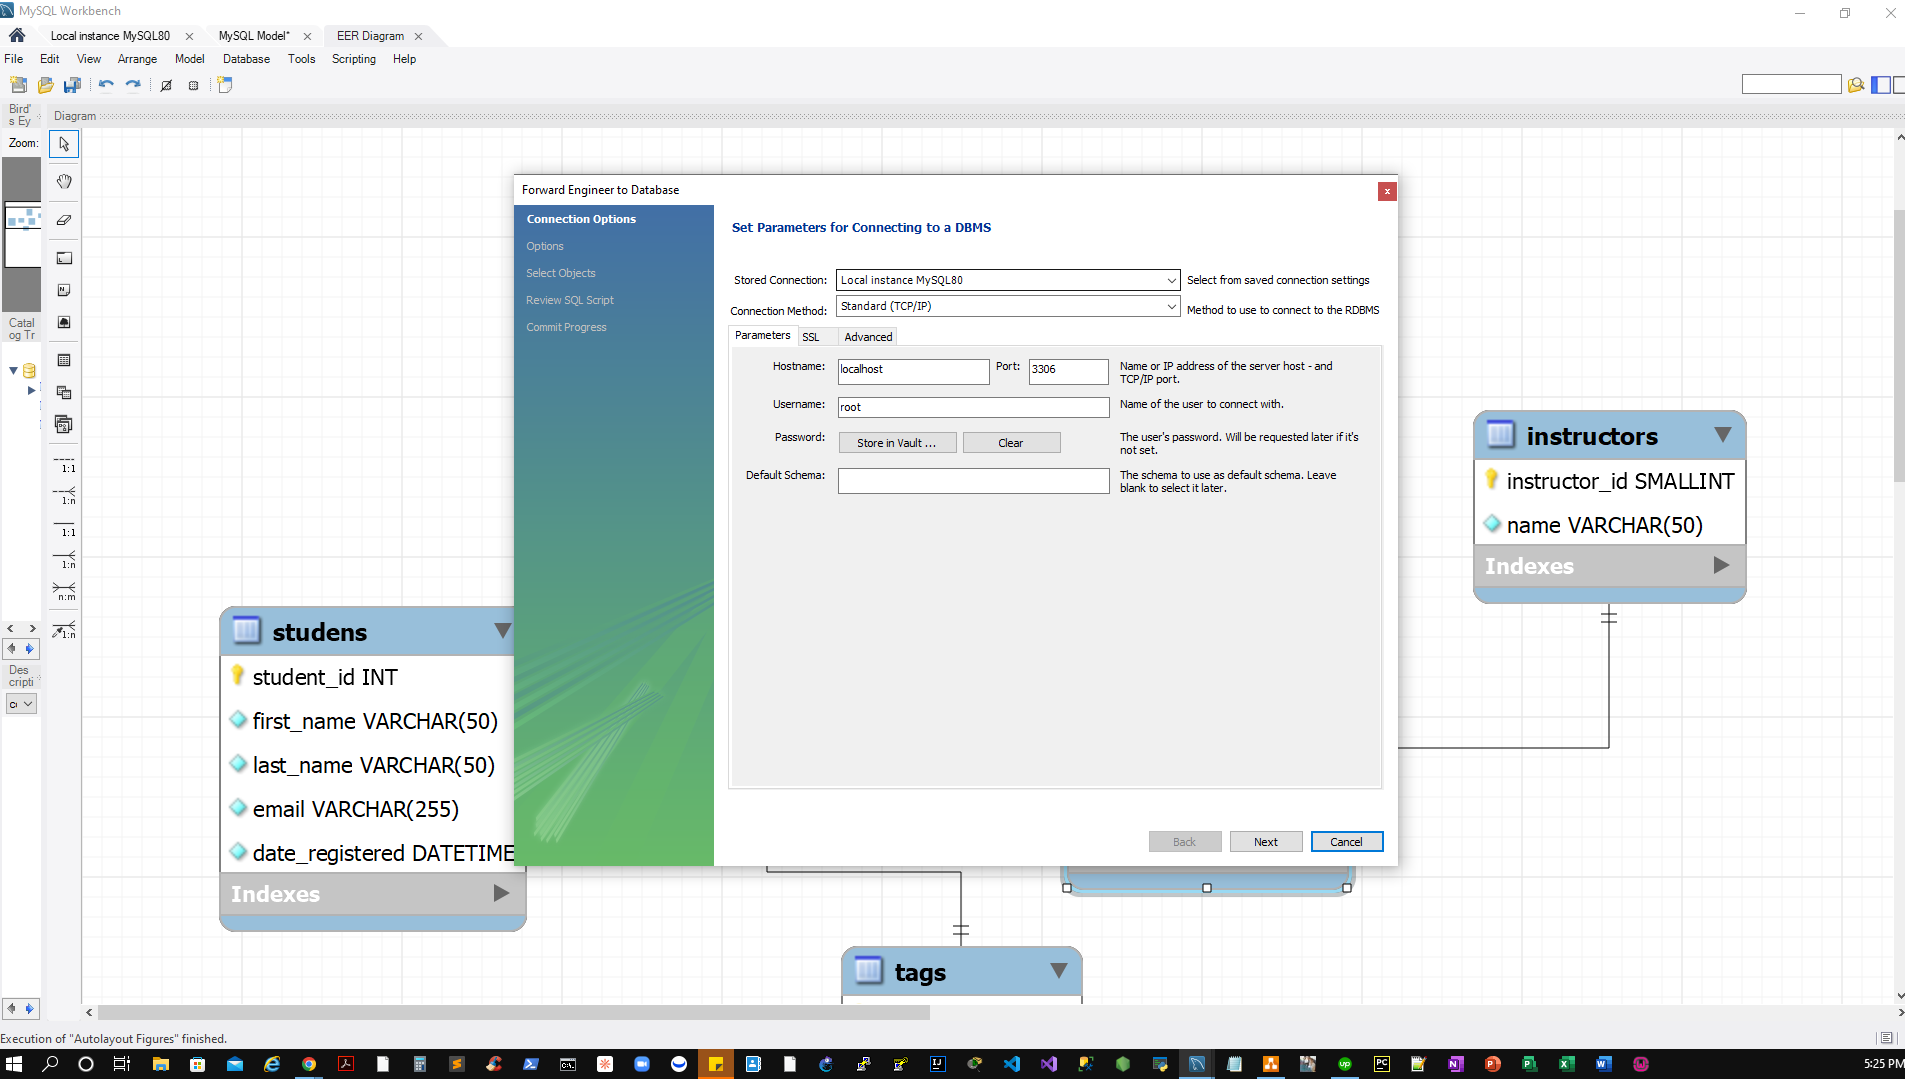 MySQL Workbench
Local instance MySQL80
MySQL Model*
EER Diagram
File Edit View Arrange Model Database Tools Scripting Help
Bird'
s Ey
Diagram
Zoom:
Catal
og Tr
1:1
1:n
1:1
1:n
n:m
1:n
Des
cripti
Forward Engineer to Database
x
Connection Options
Options
Select Objects
Review SQL Script
Commit Progress
Set Parameters for Connecting to a DBMS
Stored Connection: Local instance MySQL80 Select from saved connection settings
Connection Method: Standard (TCP/IP) Method to use to connect to the RDBMS
Parameters SSL Advanced
Hostname: localhost Port: 3306 Name or IP address of the server host - and
TCP/IP port.
Username: root Name of the user to connect with.
Password: Store in Vault ... Clear The user's password. Will be requested later if it's
not set.
Default Schema: The schema to use as default schema. Leave
blank to select it later.
Back Next Cancel
instructors
instructor_id SMALLINT
name VARCHAR(50)
Indexes
studens
student_id INT
first_name VARCHAR(50)
last_name VARCHAR(50)
email VARCHAR(255)
date_registered DATETIME
Indexes
tags
Execution of "Autolayout Figures" finished.
5:25 PM